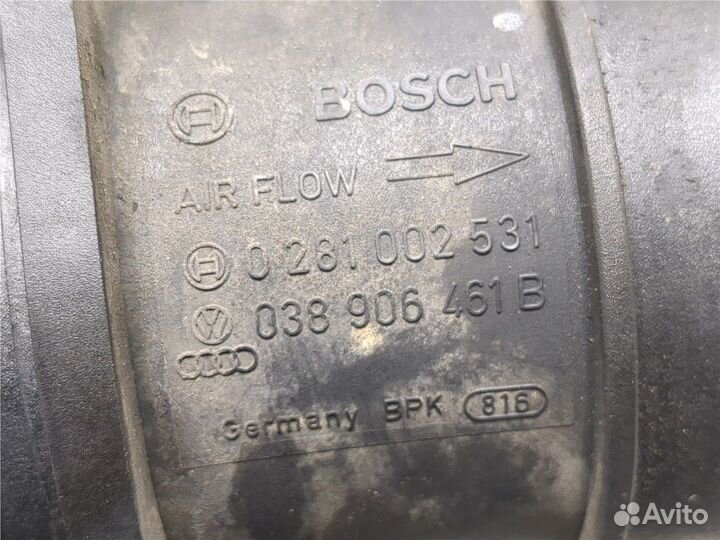 BOSCH
AIR FLOW
0 281 002 531
038 906 461 B
Germany BPK 816
Avito